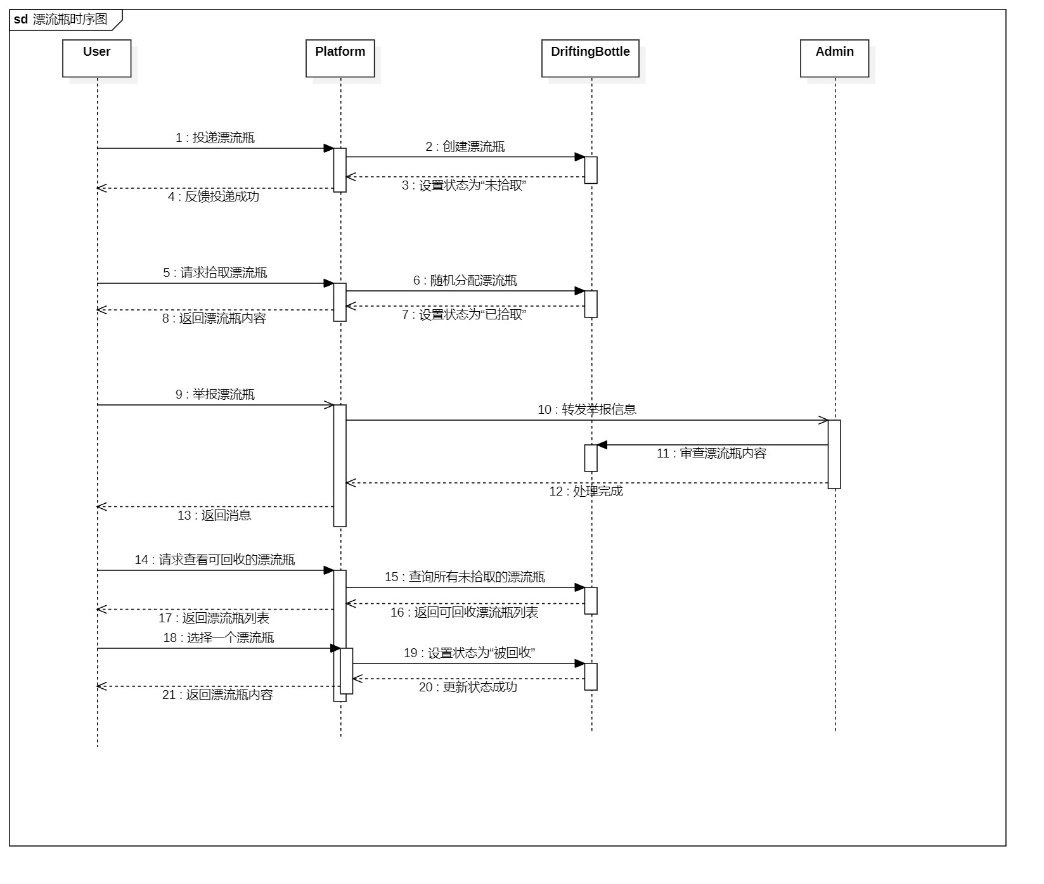 sd 漂流瓶时序图
User
Platform
DriftingBottle
Admin
1 : 投递漂流瓶
2 : 创建漂流瓶
3 : 设置状态为“未拾取”
4 : 反馈投递成功
5 : 请求拾取漂流瓶
6 : 随机分配漂流瓶
7 : 设置状态为“已拾取”
8 : 返回漂流瓶内容
9 : 举报漂流瓶
10 : 转发举报信息
11 : 审查漂流瓶内容
12 : 处理完成
13 : 返回消息
14 : 请求查看可回收的漂流瓶
15 : 查询所有未拾取的漂流瓶
16 : 返回可回收漂流瓶列表
17 : 返回漂流瓶列表
18 : 选择一个漂流瓶
19 : 设置状态为“被回收”
20 : 更新状态成功
21 : 返回漂流瓶内容